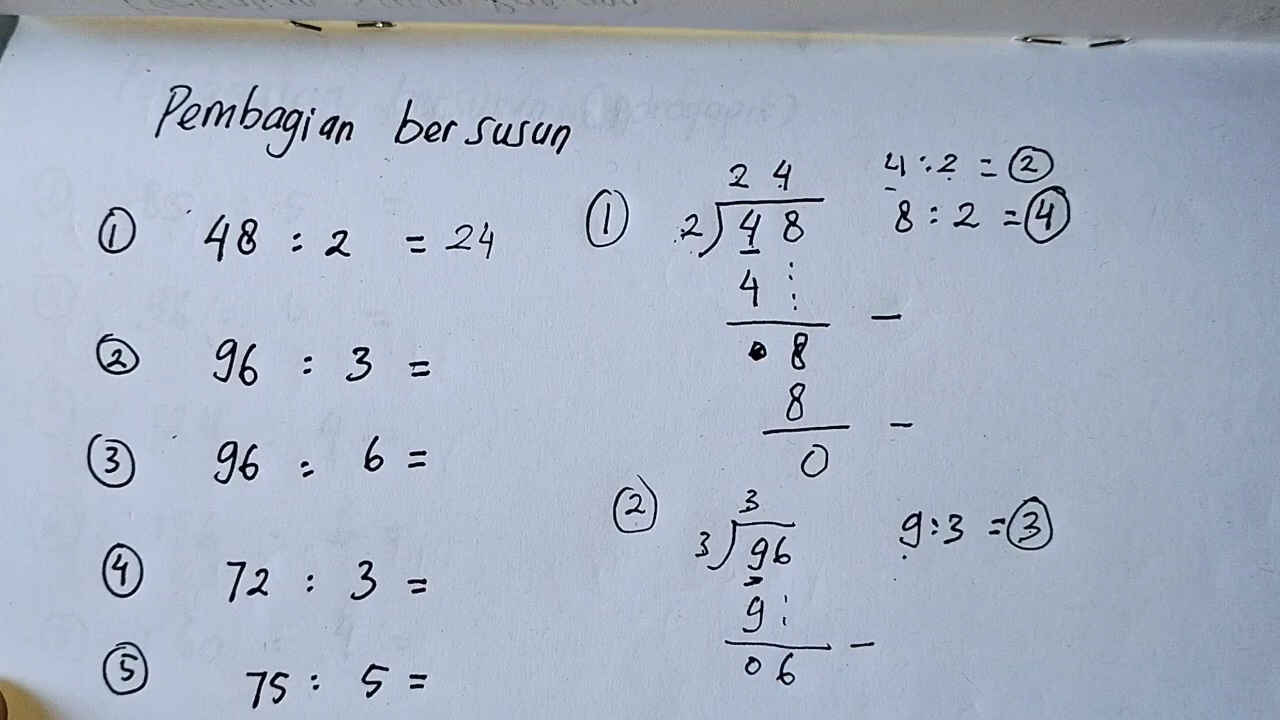 Pembagian bersusun
① 48 : 2 = 24
② 96 : 3 =
③ 96 : 6 =
④ 72 : 3 =
⑤ 75 : 5 =
① 24 4 : 2 = ②
2 48 8 : 2 = ④
4
8
8
0
② 3
3 96 9 : 3 = ③
9
06